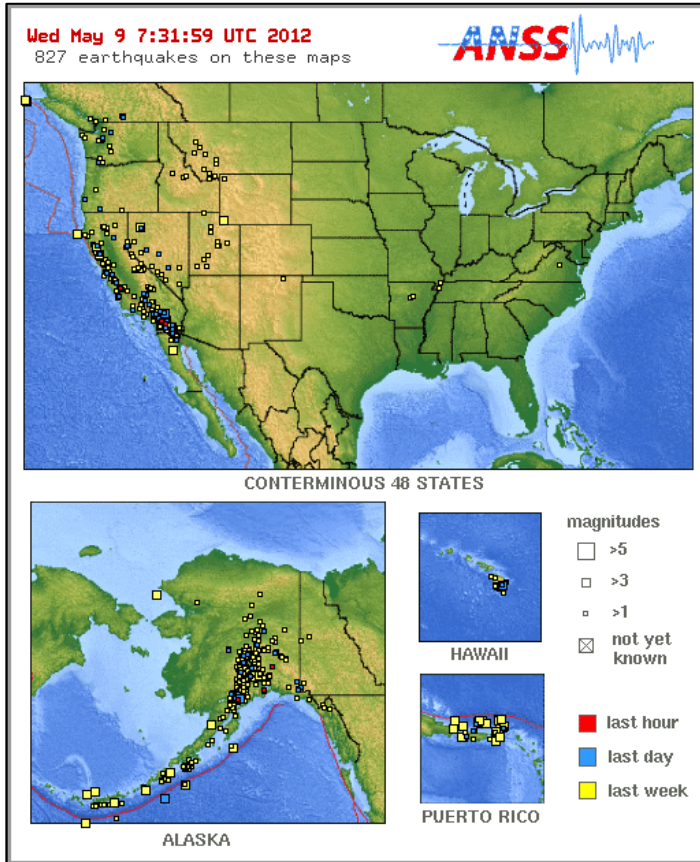 Wed May 9 7:31:59 UTC 2012
827 earthquakes on these maps
ANSS
CONTERMINOUS 48 STATES
magnitudes
>5
>3
>1
not yet
known
HAWAII
last hour
last day
last week
PUERTO RICO
ALASKA